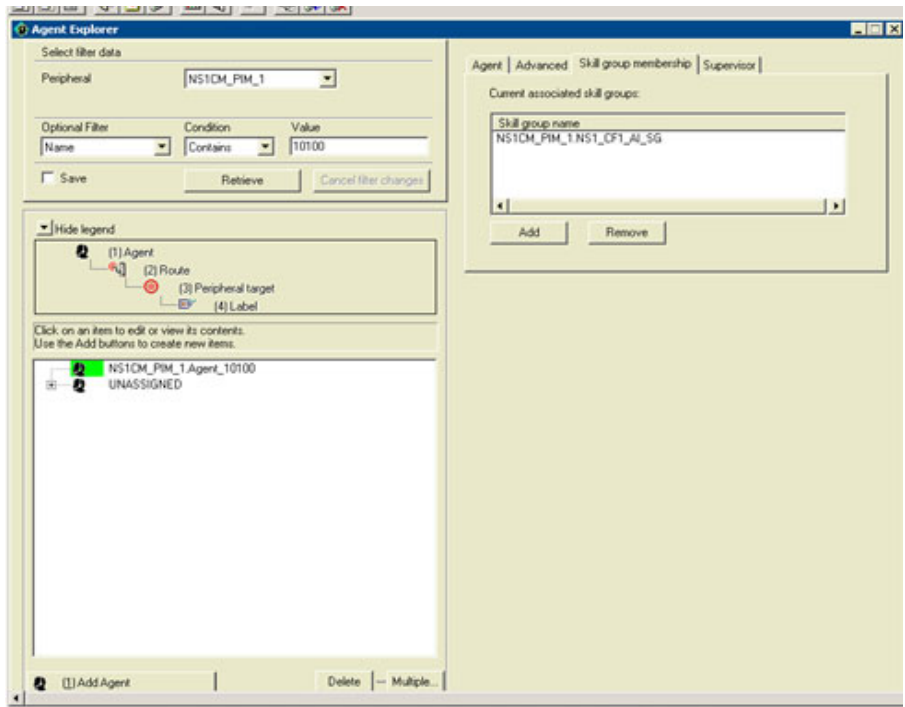 Agent Explorer
Select filter data
Peripheral
NS1CM_PIM_1
Optional Filter
Condition
Value
Name
Contains
10100
Save
Retrieve
Cancel filter changes
Hide legend
(1) Agent
(2) Route
(3) Peripheral target
(4) Label
Click on an item to edit or view its contents.
Use the Add buttons to create new items.
NS1CM_PIM_1.Agent_10100
UNASSIGNED
(1) Add Agent
Delete
Multiple...
Agent
Advanced
Skill group membership
Supervisor
Current associated skill groups:
Skill group name
NS1CM_PIM_1.NS1_CF1_AI_SG
Add
Remove